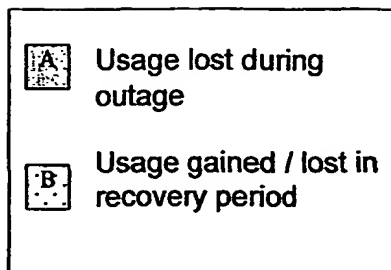 A
Usage lost during
outage
B
Usage gained / lost in
recovery period